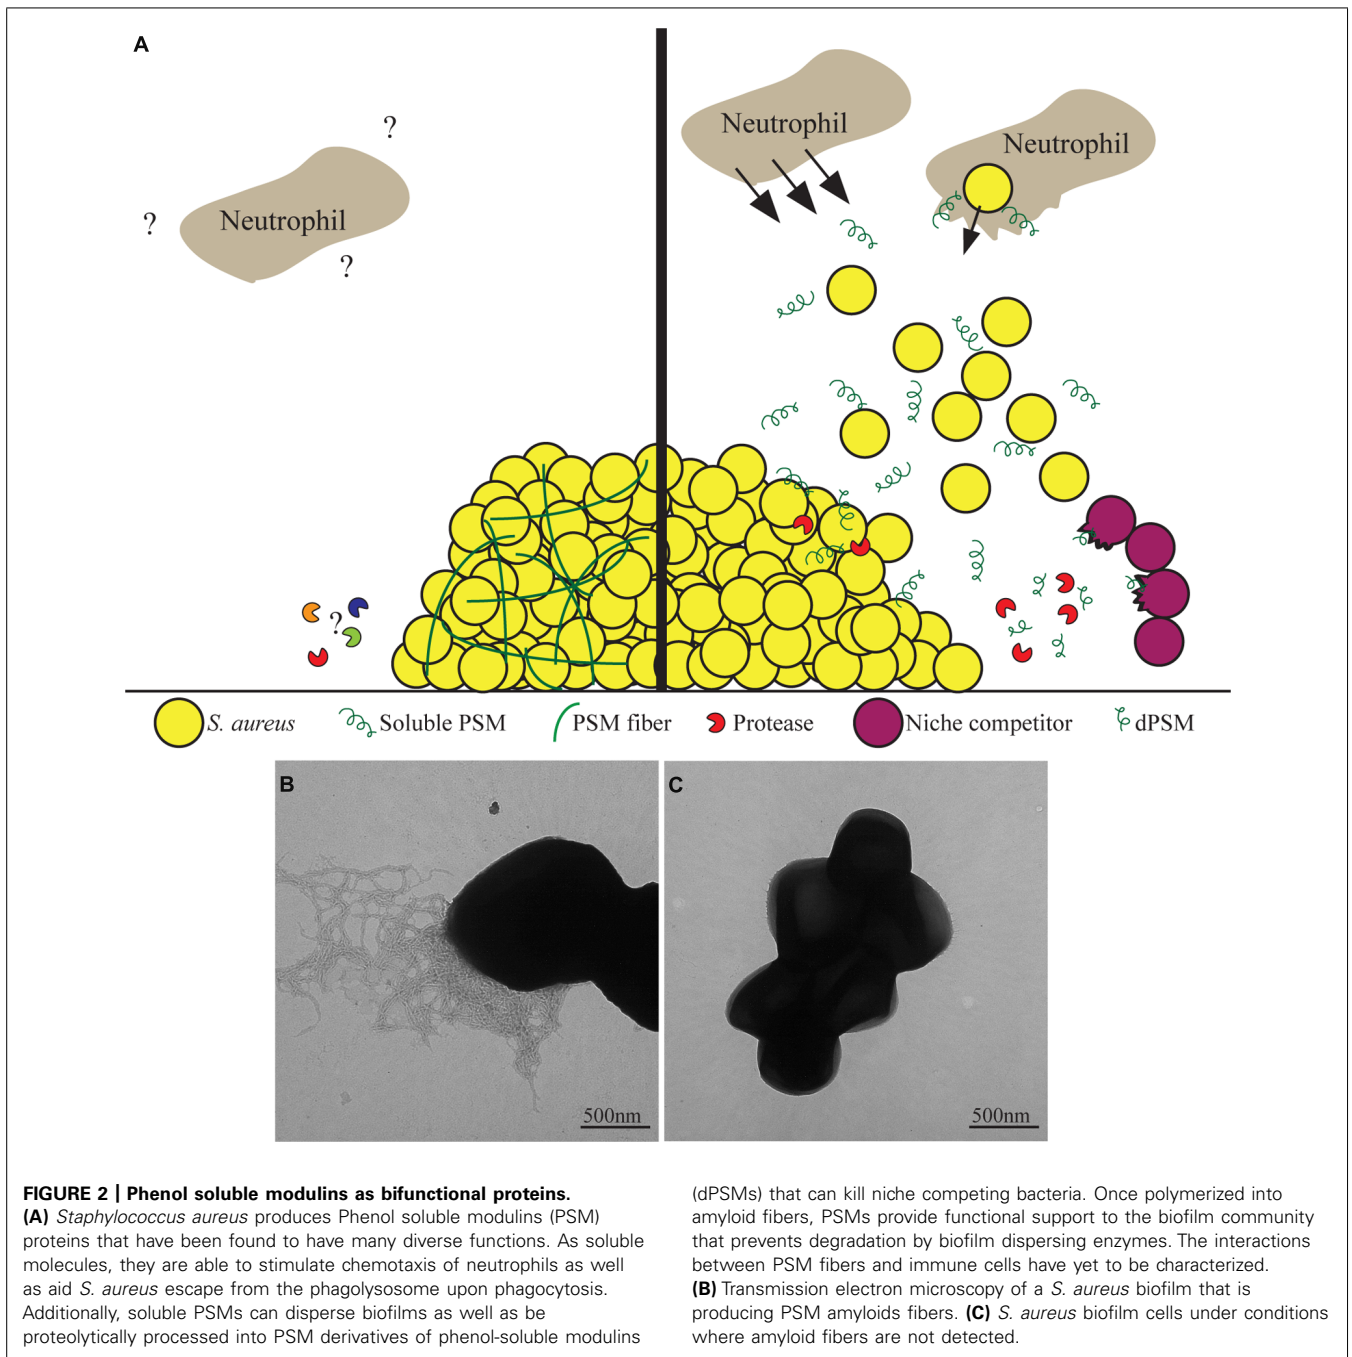 A
?
?
Neutrophil
?
Neutrophil
Neutrophil
?
S. aureus
Soluble PSM
PSM fiber
Protease
Niche competitor
dPSM
B
500nm
C
500nm
FIGURE 2 | Phenol soluble modulins as bifunctional proteins.
(A) Staphylococcus aureus produces Phenol soluble modulins (PSM)
proteins that have been found to have many diverse functions. As soluble
molecules, they are able to stimulate chemotaxis of neutrophils as well
as aid S. aureus escape from the phagolysosome upon phagocytosis.
Additionally, soluble PSMs can disperse biofilms as well as be
proteolytically processed into PSM derivatives of phenol-soluble modulins
(dPSMs) that can kill niche competing bacteria. Once polymerized into
amyloid fibers, PSMs provide functional support to the biofilm community
that prevents degradation by biofilm dispersing enzymes. The interactions
between PSM fibers and immune cells have yet to be characterized.
(B) Transmission electron microscopy of a S. aureus biofilm that is
producing PSM amyloids fibers. (C) S. aureus biofilm cells under conditions
where amyloid fibers are not detected.